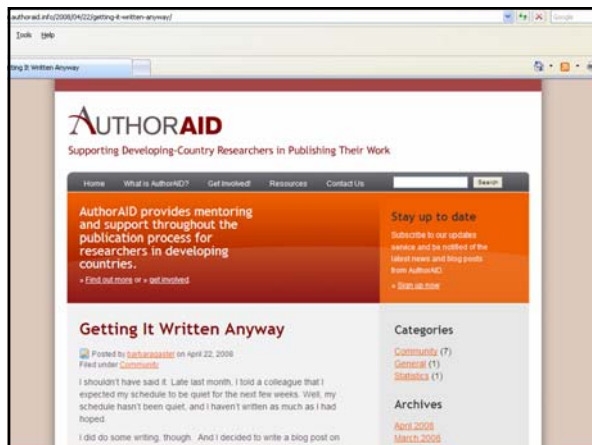 authoraid.info/2008/04/22/getting-it-written-anyway/
Google
Tools Help
ting It Written Anyway
AUTHORAID
Supporting Developing-Country Researchers in Publishing Their Work
Home What is AuthorAID? Get Involved! Resources Contact Us
Search
AuthorAID provides mentoring
and support throughout the
publication process for
researchers in developing
countries.
» Find out more or » get involved.
Stay up to date
Subscribe to our updates
service and be notified of the
latest news and blog posts
from AuthorAID.
» Sign up now
Getting It Written Anyway
Posted by barbaragastel on April 22, 2008
Filed under Community
I shouldn't have said it. Late last month, I told a colleague that I
expected my schedule to be quiet for the next few weeks. Well, my
schedule hasn't been quiet, and I haven't written as much as I had
hoped.
I did do some writing, though. And I decided to write a blog post on
Categories
Community (7)
General (1)
Statistics (1)
Archives
April 2008
March 2008